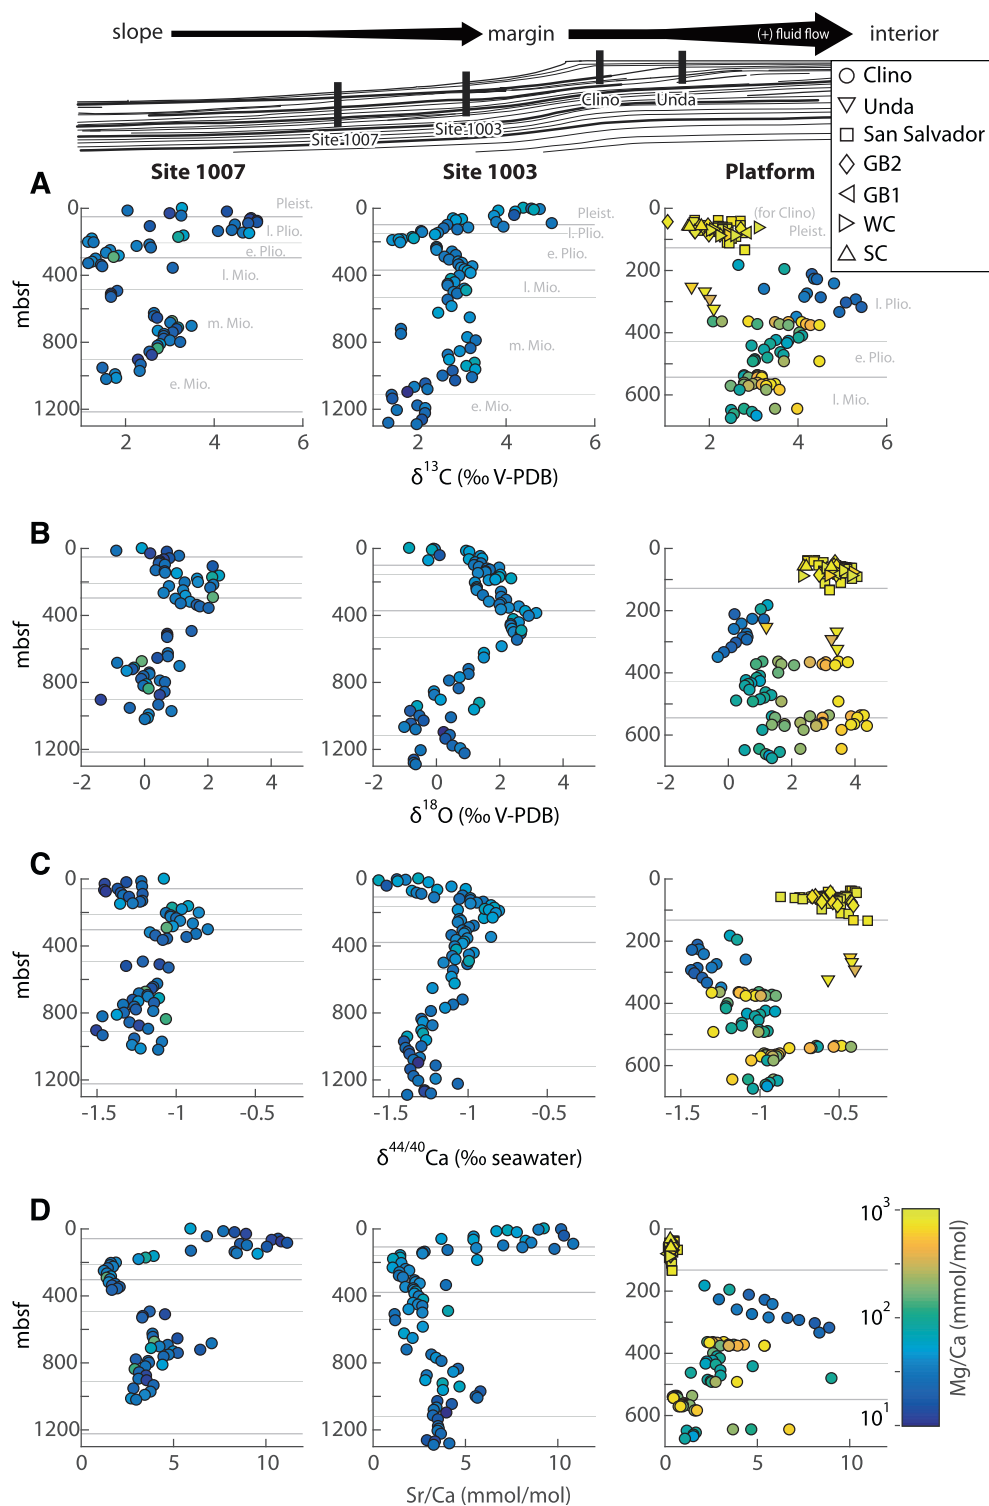 slope margin (+) fluid flow interior
Clino
Unda
San Salvador
GB2
GB1
WC
SC
Clino Unda
Site 1007 Site 1003
Site 1007 Site 1003 Platform
A
0 400 800 1200
mbsf
Pleist.
l. Plio.
e. Plio.
l. Mio.
m. Mio.
e. Mio.
2 4 6
0 400 800 1200
Pleist.
l. Plio.
e. Plio.
l. Mio.
m. Mio.
e. Mio.
2 4 6
0 200 400 600
(for Clino)
Pleist.
l. Plio.
e. Plio.
l. Mio.
2 4 6
δ13C (‰ V-PDB)
B
0 400 800 1200
mbsf
-2 0 2 4
0 400 800 1200
-2 0 2 4
0 200 400 600
0 2 4
δ18O (‰ V-PDB)
C
0 400 800 1200
mbsf
-1.5 -1 -0.5
0 400 800 1200
-1.5 -1 -0.5
0 200 400 600
-1.5 -1 -0.5
δ44/40Ca (‰ seawater)
D
0 400 800 1200
mbsf
0 5 10
0 400 800 1200
0 5 10
0 200 400 600
0 5 10
Sr/Ca (mmol/mol)
10³
10²
10¹
Mg/Ca (mmol/mol)